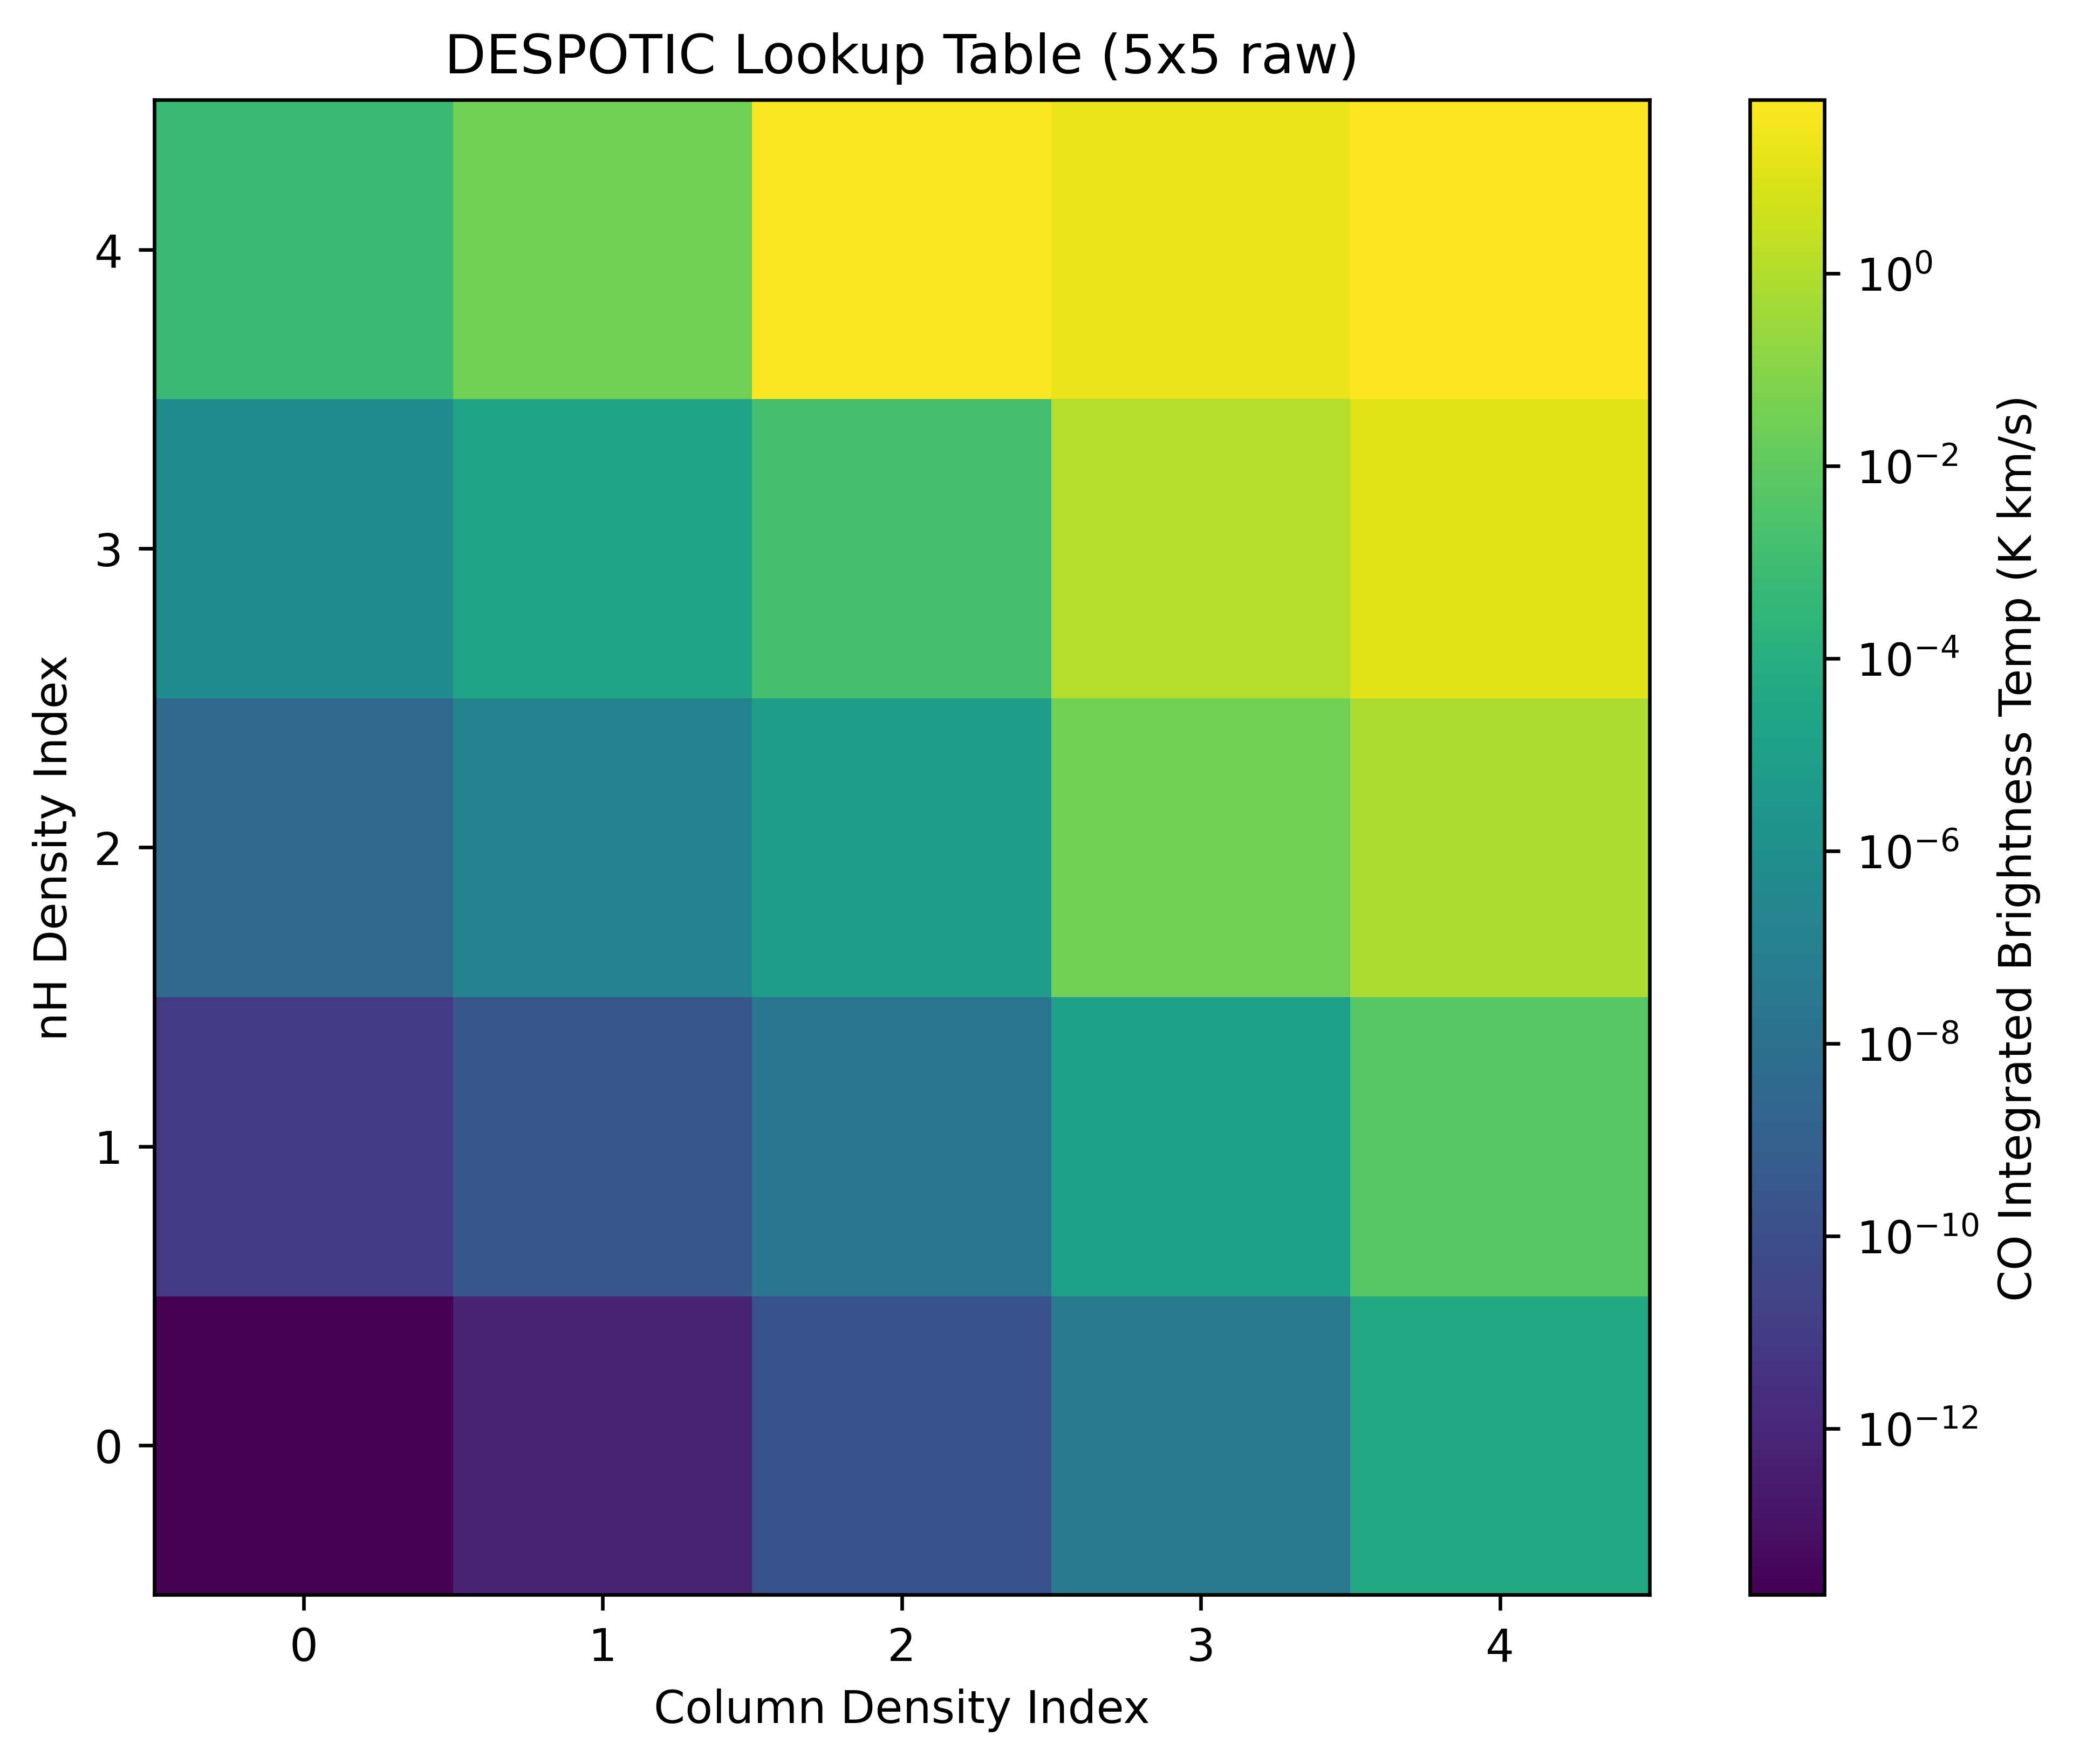 DESPOTIC Lookup Table (5x5 raw)
nH Density Index
4
3
2
1
0
0 1 2 3 4
Column Density Index
10⁰
10⁻²
10⁻⁴
10⁻⁶
10⁻⁸
10⁻¹⁰
10⁻¹²
CO Integrated Brightness Temp (K km/s)